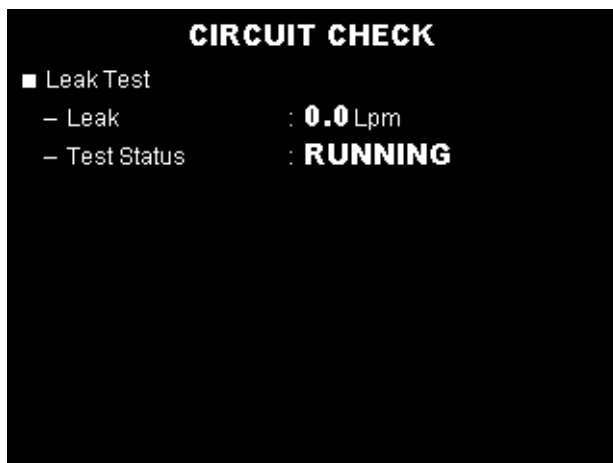 CIRCUIT CHECK
■ Leak Test
– Leak : 0.0 Lpm
– Test Status : RUNNING